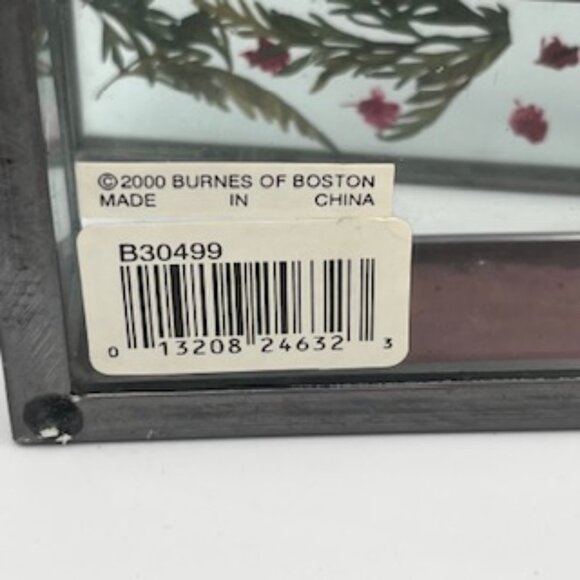 ©2000 BURNES OF BOSTON
MADE IN CHINA
B30499
0 13208 24632 3